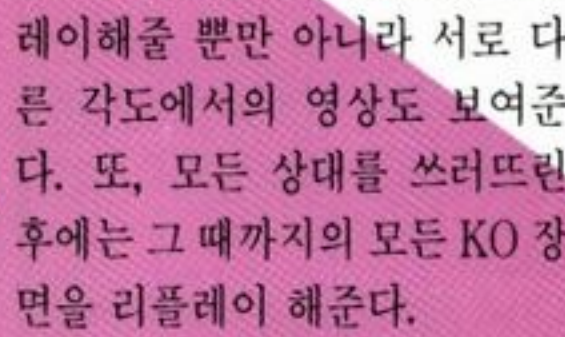 레이해줄 뿐만 아니라 서로 다
른 각도에서의 영상도 보여준
다. 또, 모든 상대를 쓰러뜨린
후에는 그 때까지의 모든 KO 장
면을 리플레이 해준다.